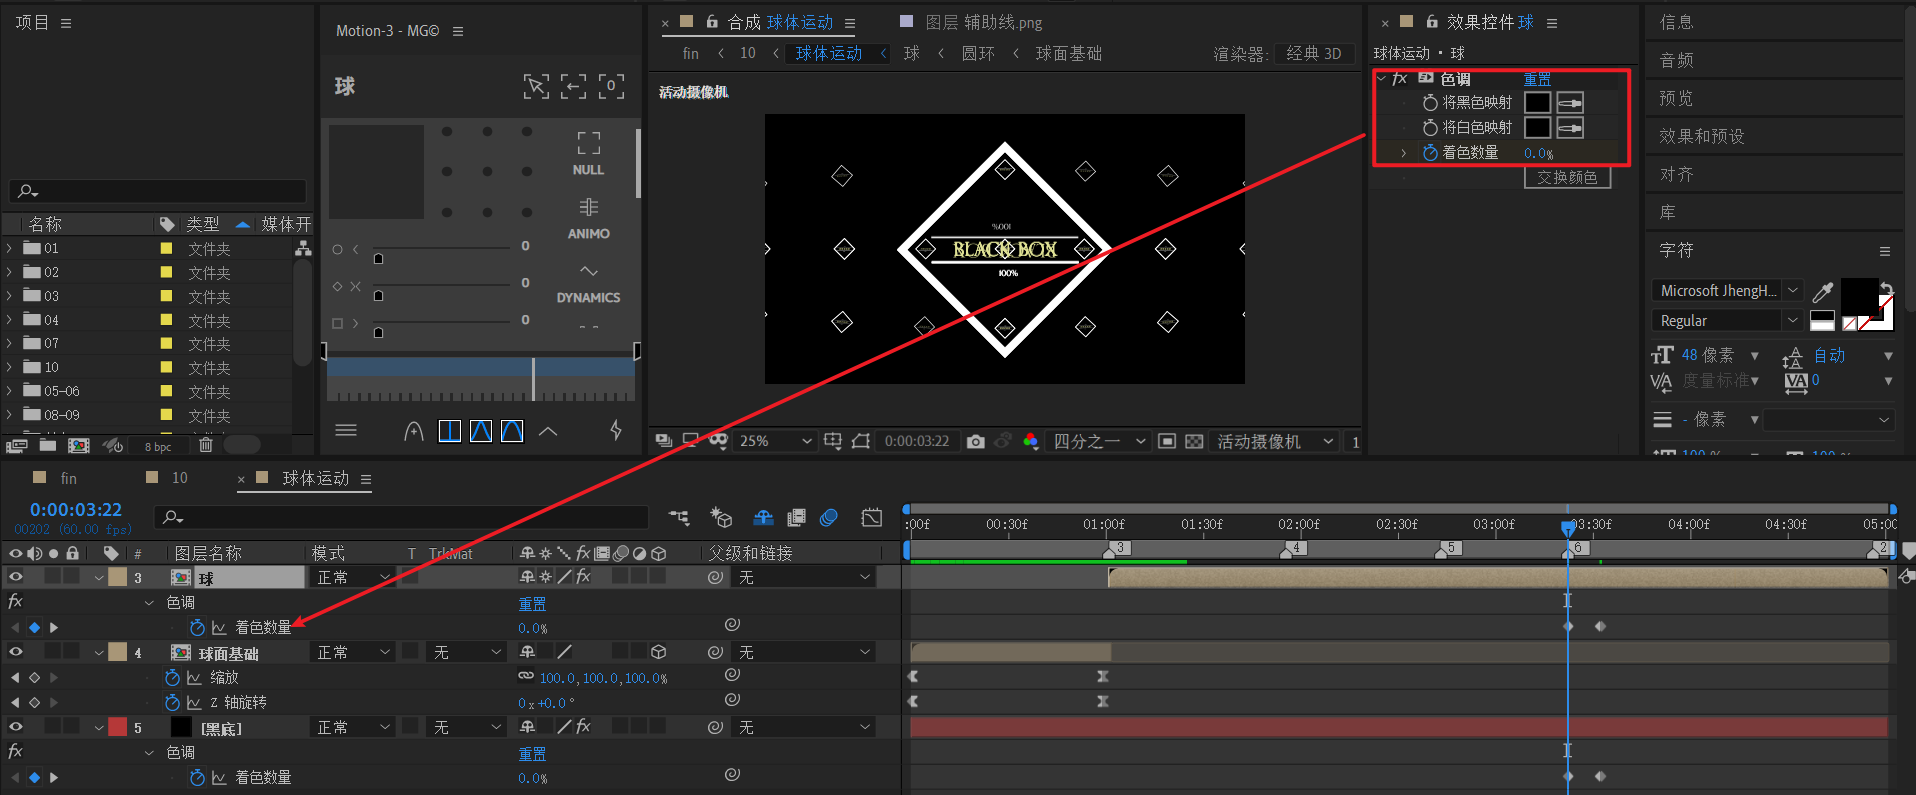 项目
名称 类型 媒体开
01 文件夹
02 文件夹
03 文件夹
04 文件夹
07 文件夹
10 文件夹
05-06 文件夹
08-09 文件夹
8 bpc
Motion-3 - MG©
球
0
NULL
ANIMO
0
0
DYNAMICS
0
合成 球体运动
图层 辅助线.png
fin < 10 < 球体运动 < 球 < 圆环 < 球面基础
渲染器: 经典 3D
活动摄像机
100%
BLACK BOX
100%
25%
0:00:03:22
四分之一
活动摄像机
1
效果控件 球
球体运动 · 球
fx 色调 重置
将黑色映射
将白色映射
着色数量 0.0%
交换颜色
信息
音频
预览
效果和预设
对齐
库
字符
Microsoft JhengH...
Regular
48 像素 自动
度量标准 0
- 像素
100 % 100 %
fin 10 球体运动
0:00:03:22
00202 (60.00 fps)
:00f 00:30f 01:00f 01:30f 02:00f 02:30f 03:00f 03:30f 04:00f 04:30f 05:00
# 图层名称 模式 T TrkMat fx 父级和链接
3 4 5 6 2
3 球 正常 fx 无
fx 色调 重置
着色数量 0.0%
4 球面基础 正常 无 无
缩放 100.0,100.0,100.0%
Z 轴旋转 0x+0.0°
5 [黑底] 正常 无 fx 无
fx 色调 重置
着色数量 0.0%